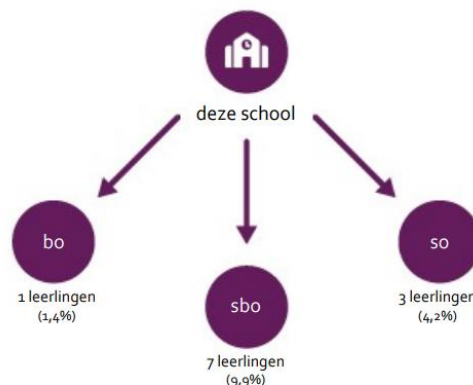 deze school
bo
1 leerlingen
(1,4%)
sbo
7 leerlingen
(9,9%)
so
3 leerlingen
(4,2%)